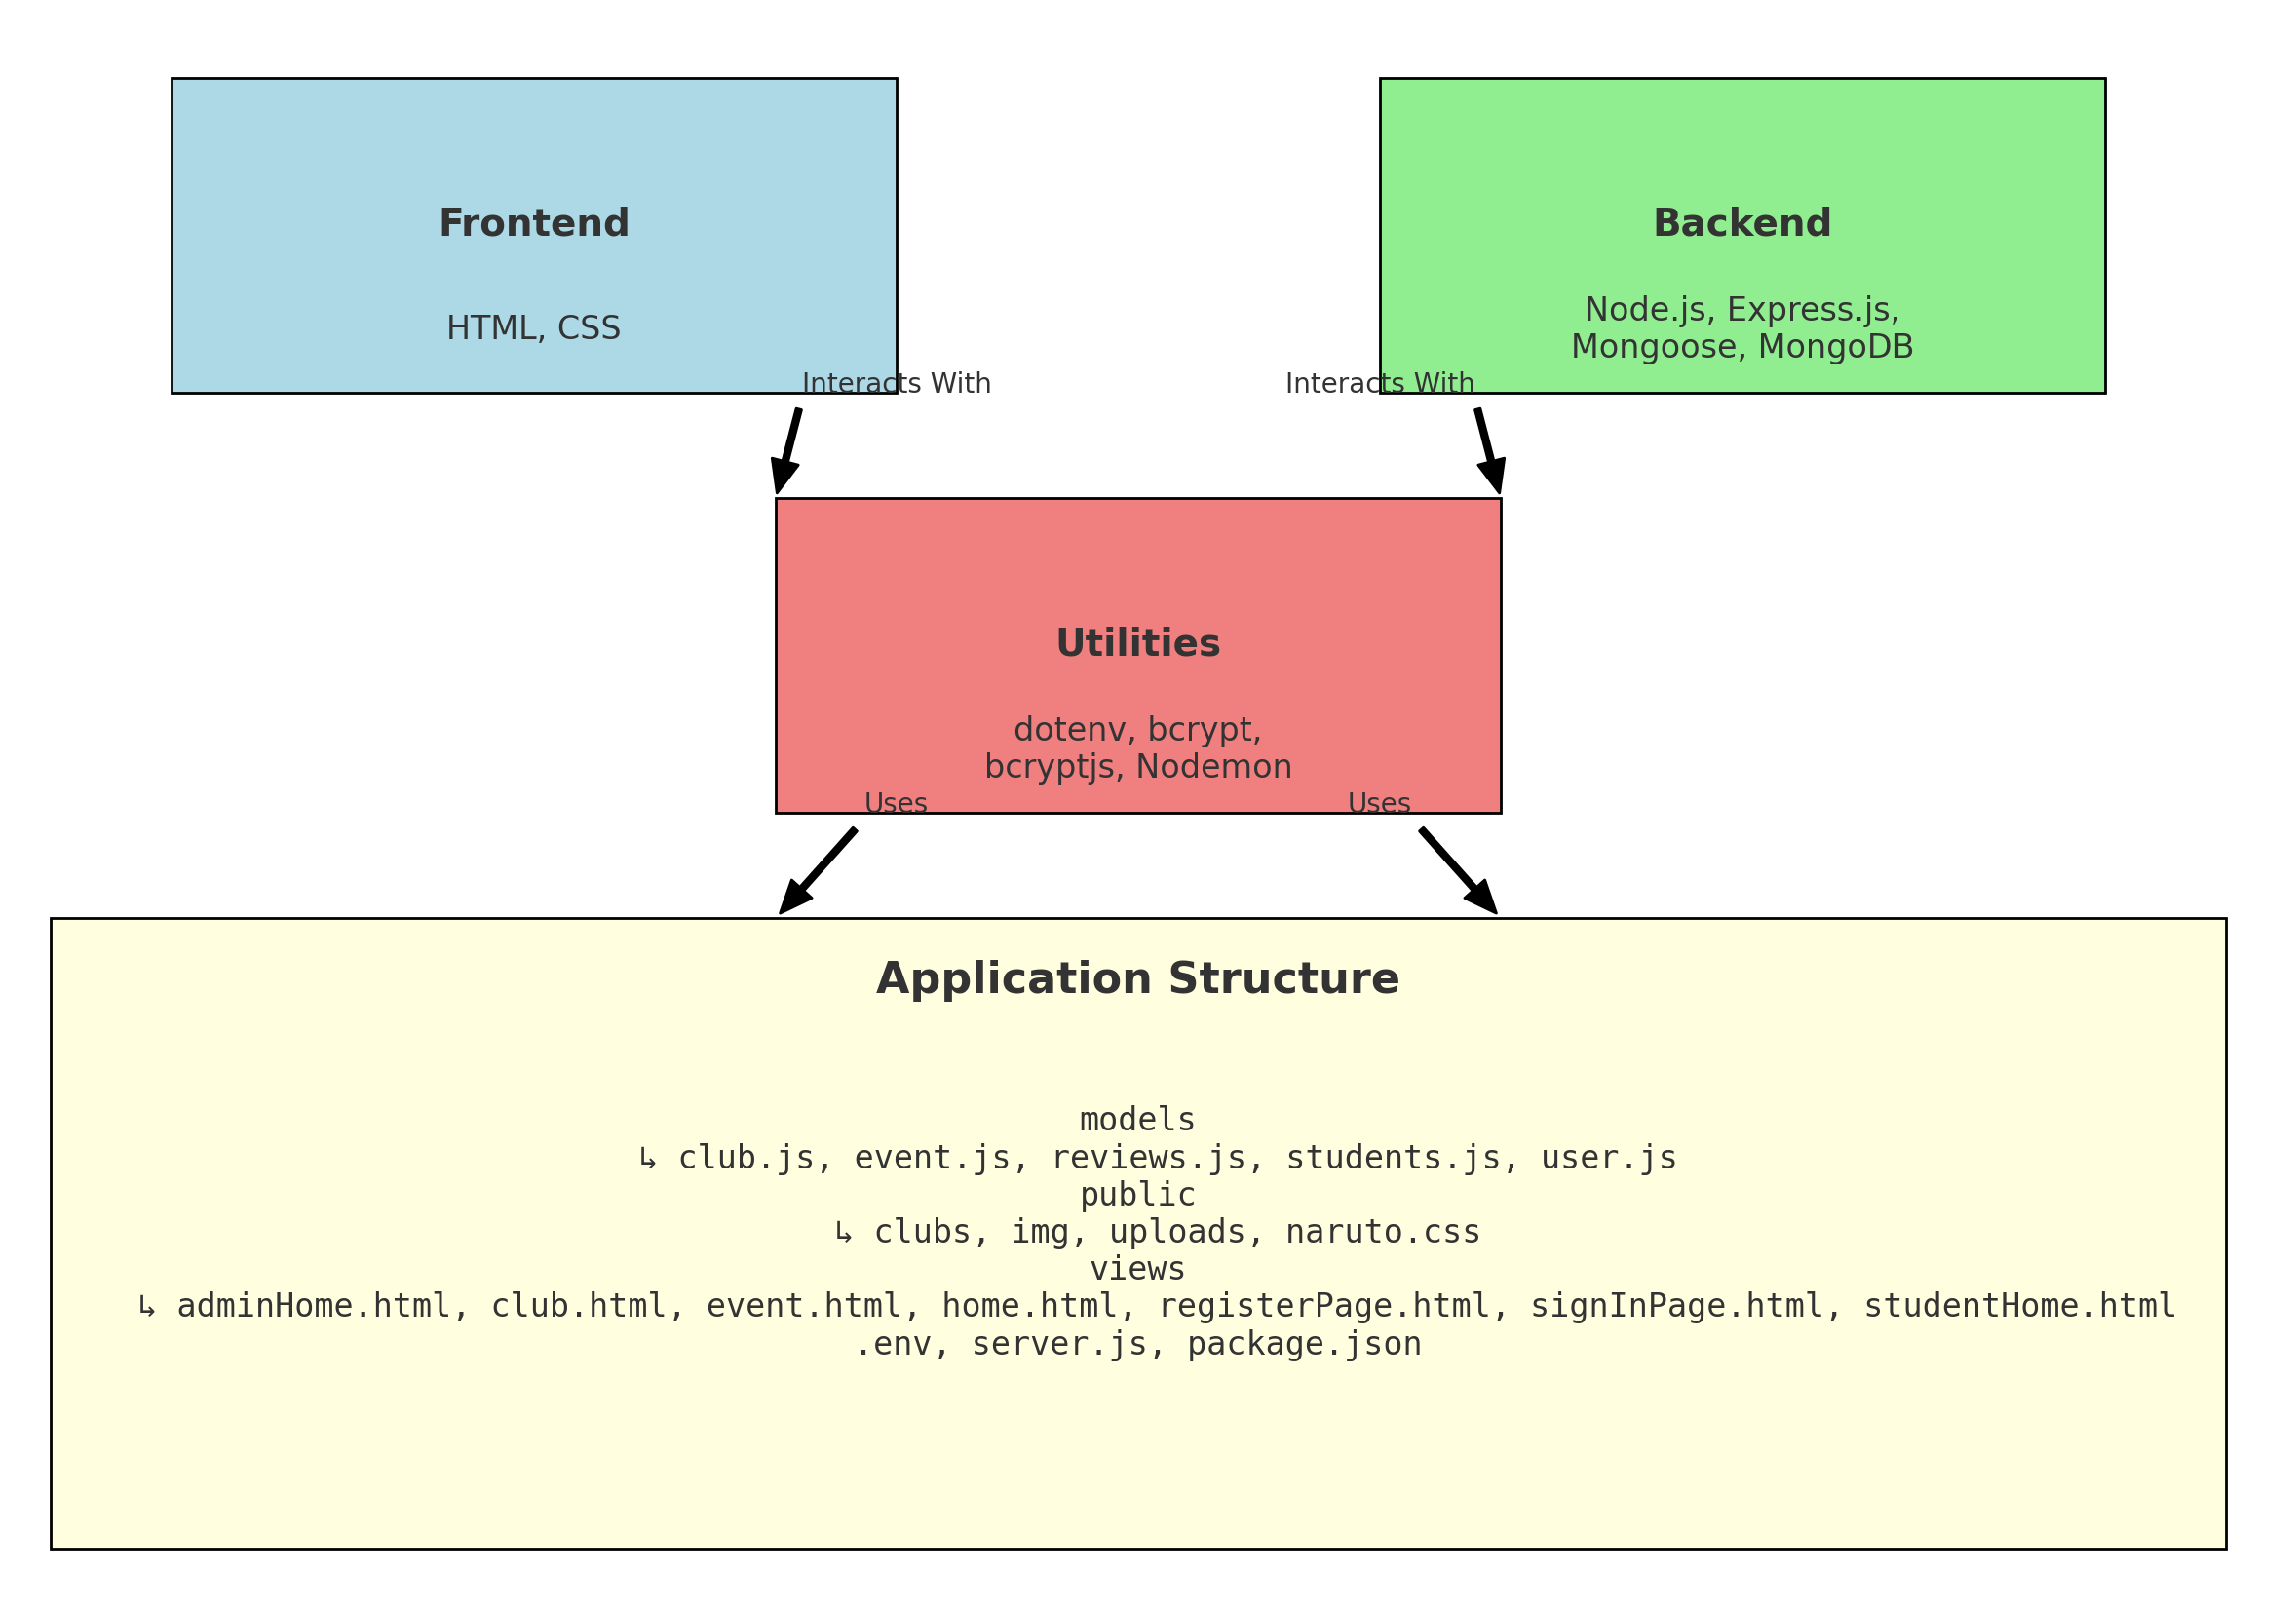 Frontend
HTML, CSS
Backend
Node.js, Express.js,
Mongoose, MongoDB
Interacts With
Interacts With
Utilities
dotenv, bcrypt,
bcryptjs, Nodemon
Uses
Uses
Application Structure
models
↳ club.js, event.js, reviews.js, students.js, user.js
public
↳ clubs, img, uploads, naruto.css
views
↳ adminHome.html, club.html, event.html, home.html, registerPage.html, signInPage.html, studentHome.html
.env, server.js, package.json